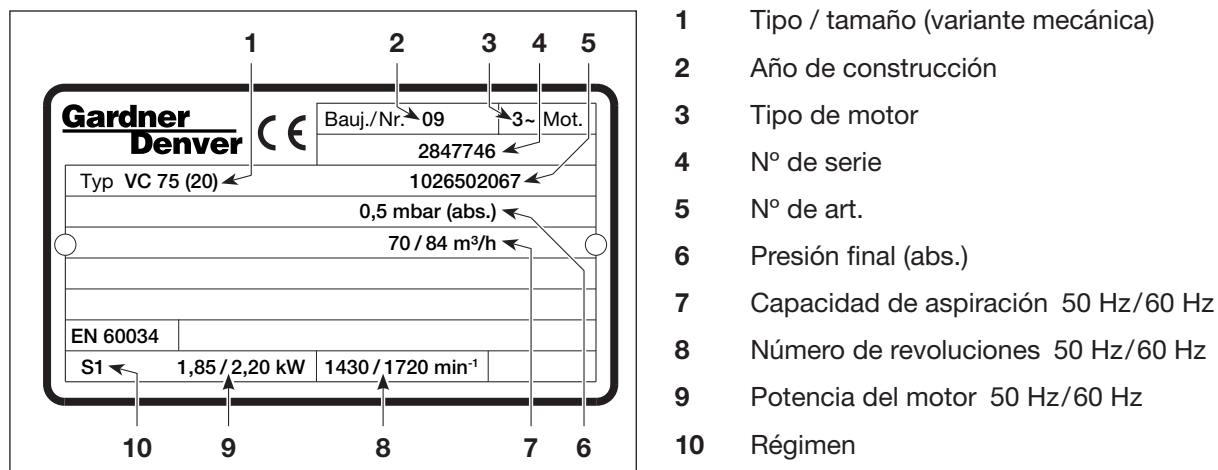 1 2 3 4 5
Gardner
Denver
CE
Bauj./Nr. 09
3~ Mot.
2847746
Typ VC 75 (20)
1026502067
0,5 mbar (abs.)
70 / 84 m³/h
EN 60034
S1
1,85 / 2,20 kW
1430 / 1720 min⁻¹
10 9 8 7 6
1 Tipo / tamaño (variante mecánica)
2 Año de construcción
3 Tipo de motor
4 Nº de serie
5 Nº de art.
6 Presión final (abs.)
7 Capacidad de aspiración 50 Hz/60 Hz
8 Número de revoluciones 50 Hz/60 Hz
9 Potencia del motor 50 Hz/60 Hz
10 Régimen